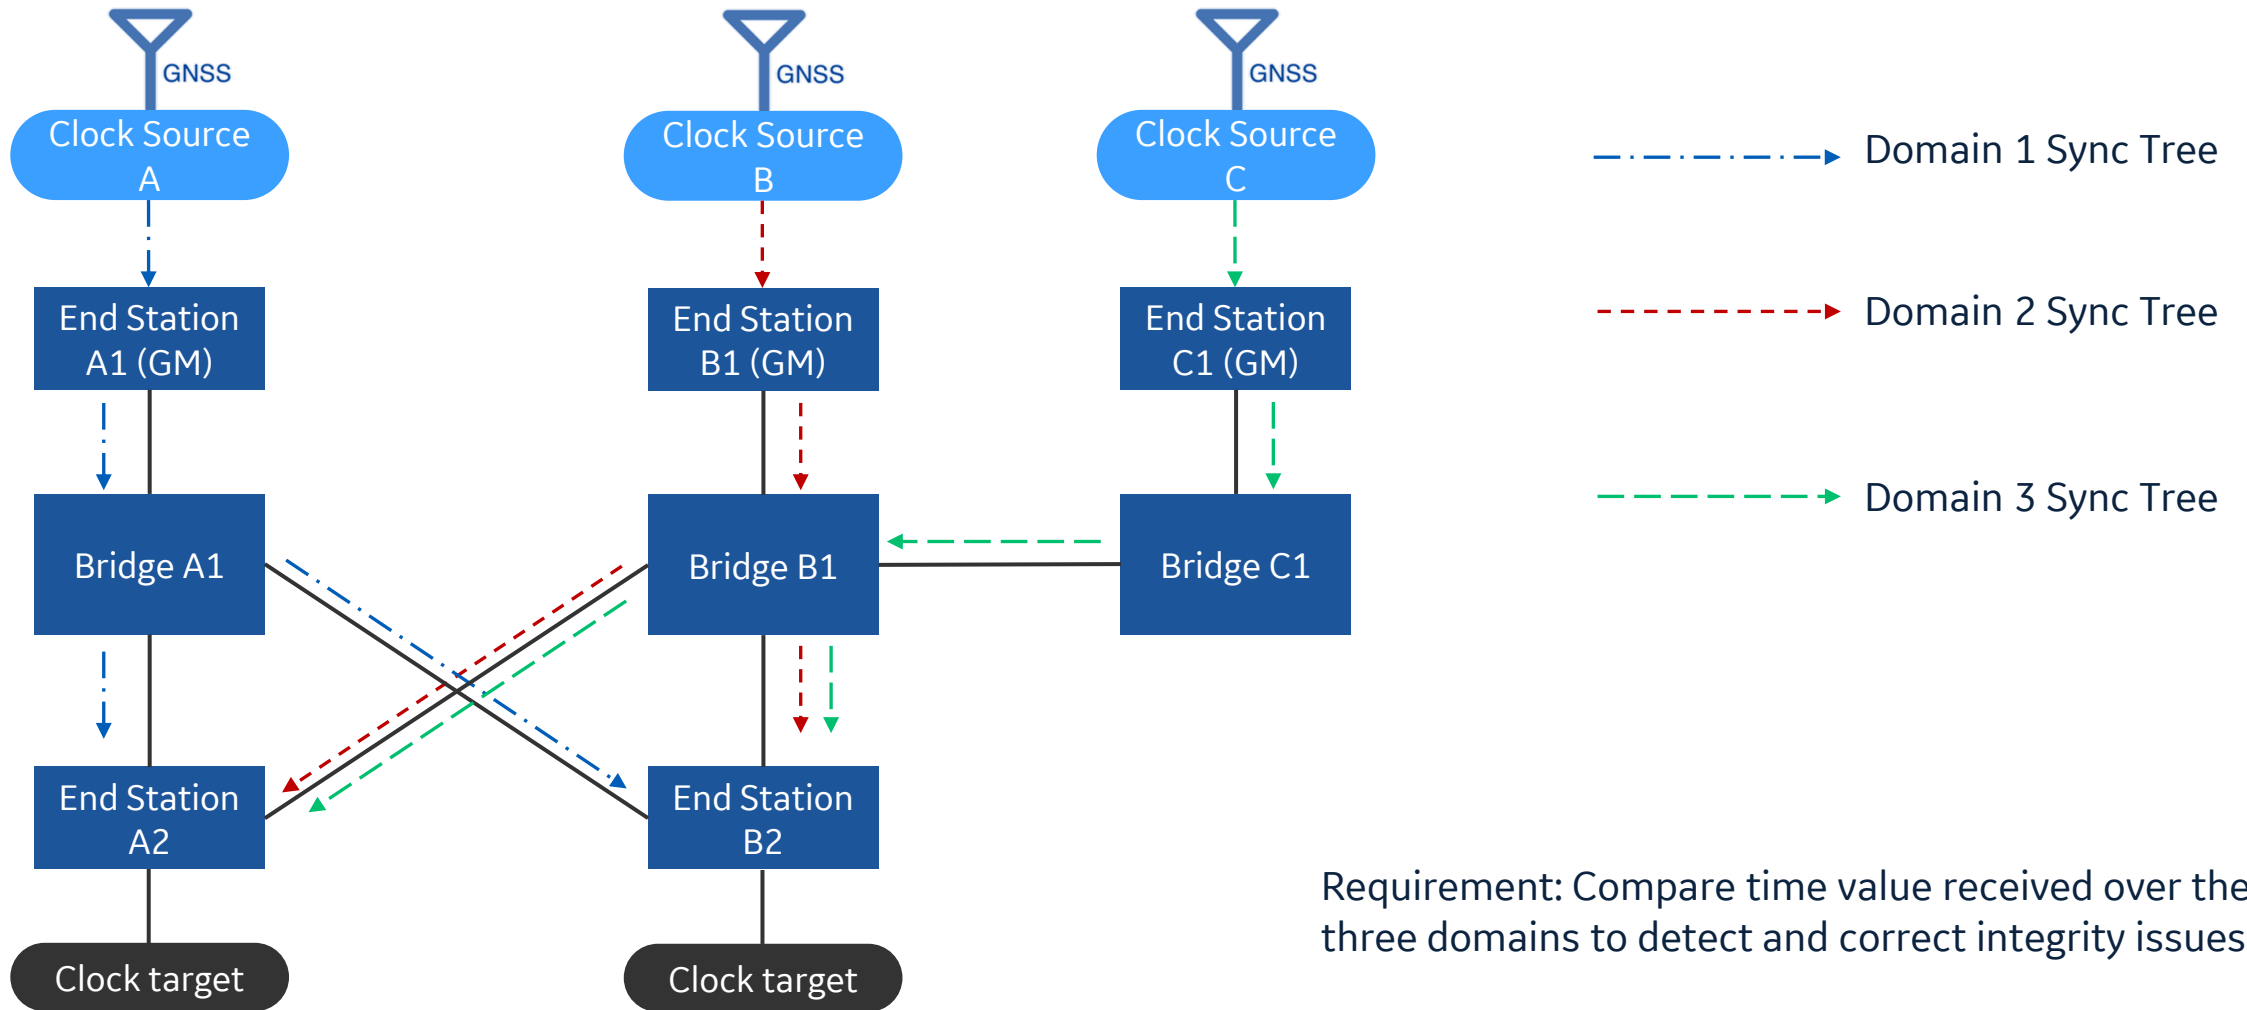 GNSS
GNSS
GNSS
Clock Source
A
Clock Source
B
Clock Source
C
Domain 1 Sync Tree
End Station
A1 (GM)
End Station
B1 (GM)
End Station
C1 (GM)
Domain 2 Sync Tree
Domain 3 Sync Tree
Bridge A1
Bridge B1
Bridge C1
End Station
A2
End Station
B2
Requirement: Compare time value received over the
three domains to detect and correct integrity issues
Clock target
Clock target